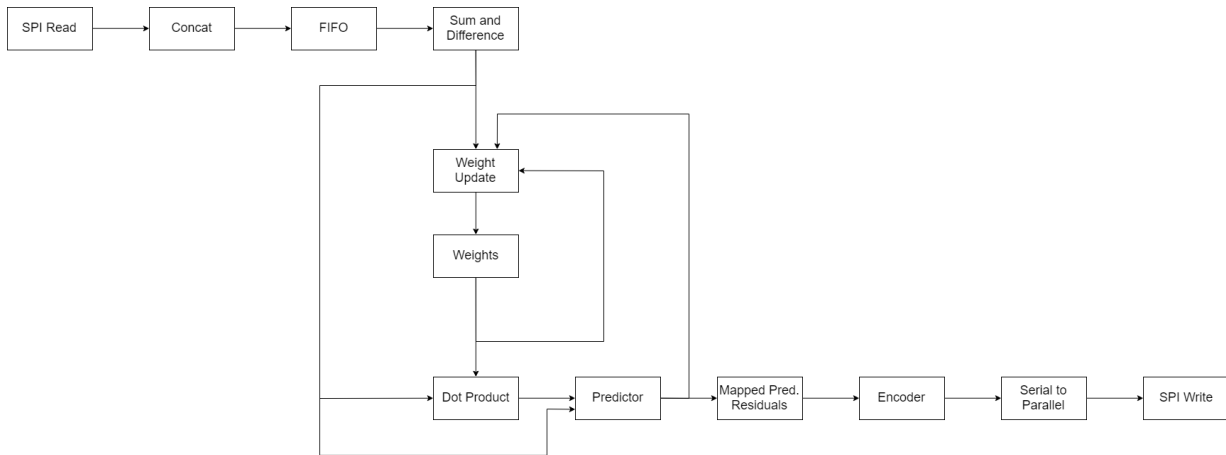 SPI Read
Concat
FIFO
Sum and
Difference
Weight
Update
Weights
Dot Product
Predictor
Mapped Pred.
Residuals
Encoder
Serial to
Parallel
SPI Write